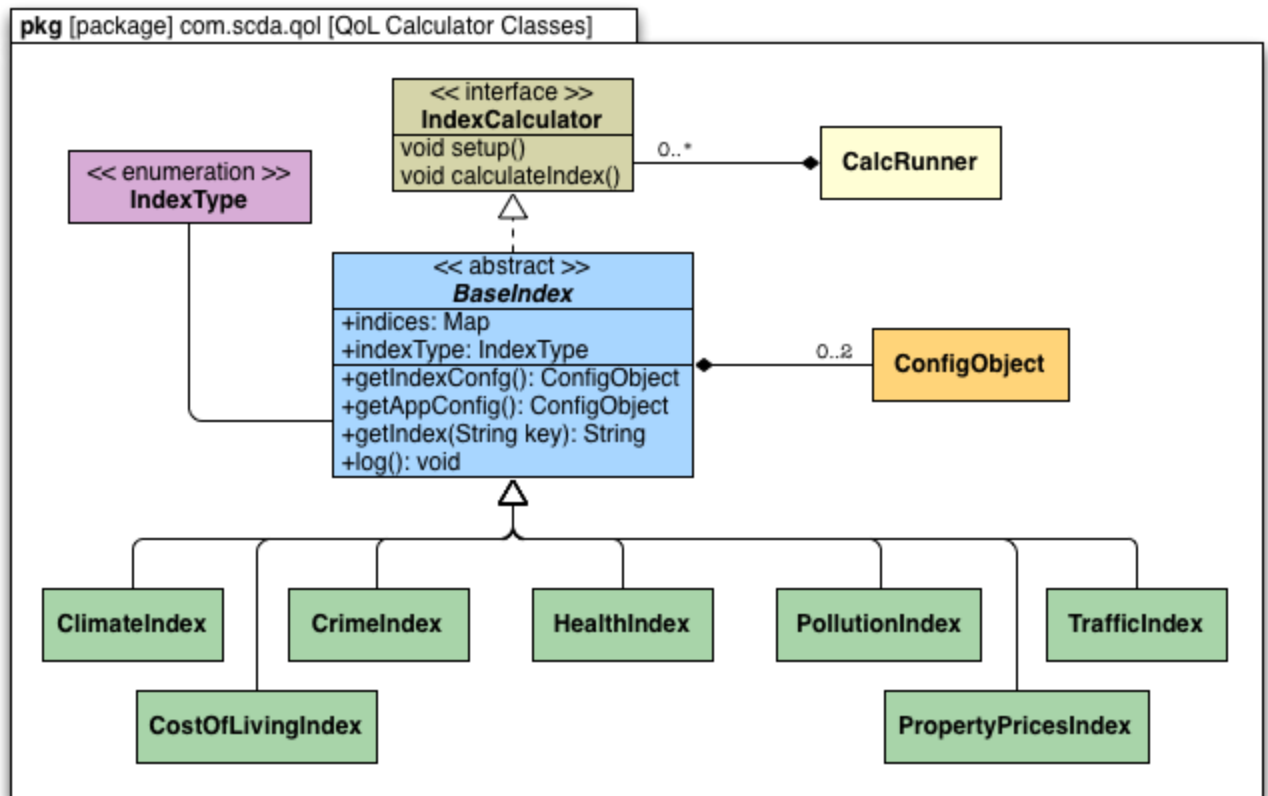 pkg [package] com.scda.qol [QoL Calculator Classes]
<< interface >>
IndexCalculator
void setup()
void calculateIndex()
0..*
CalcRunner
<< enumeration >>
IndexType
<< abstract >>
BaseIndex
+indices: Map
+indexType: IndexType
+getIndexConfg(): ConfigObject
+getAppConfig(): ConfigObject
+getIndex(String key): String
+log(): void
0..2
ConfigObject
ClimateIndex
CrimeIndex
HealthIndex
PollutionIndex
TrafficIndex
CostOfLivingIndex
PropertyPricesIndex